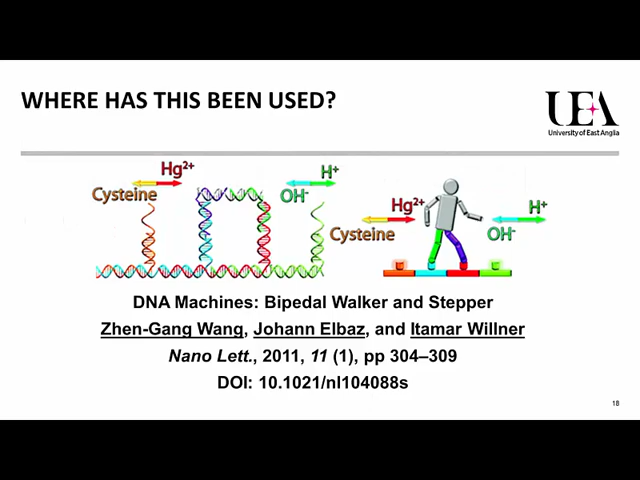 WHERE HAS THIS BEEN USED?
UEA
University of East Anglia
Hg²⁺
Cysteine
H⁺
OH⁻
Hg²⁺
Cysteine
H⁺
OH⁻
DNA Machines: Bipedal Walker and Stepper
Zhen-Gang Wang, Johann Elbaz, and Itamar Willner
Nano Lett., 2011, 11 (1), pp 304–309
DOI: 10.1021/nl104088s
18